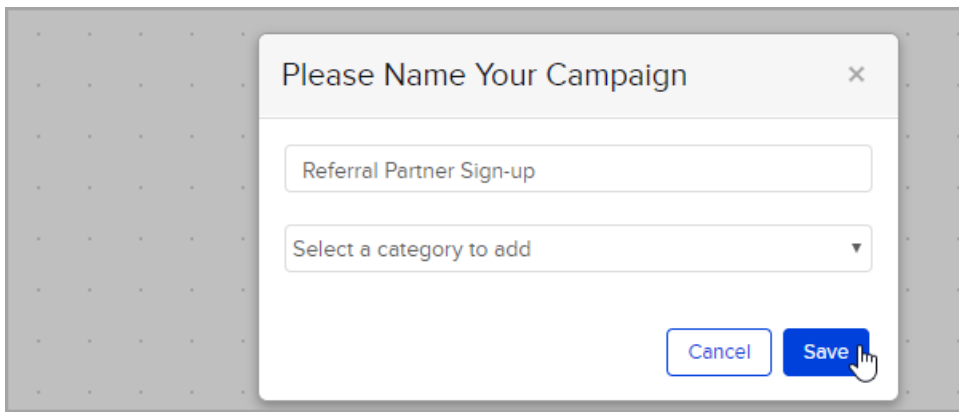 Please Name Your Campaign
Referral Partner Sign-up
Select a category to add
Cancel Save